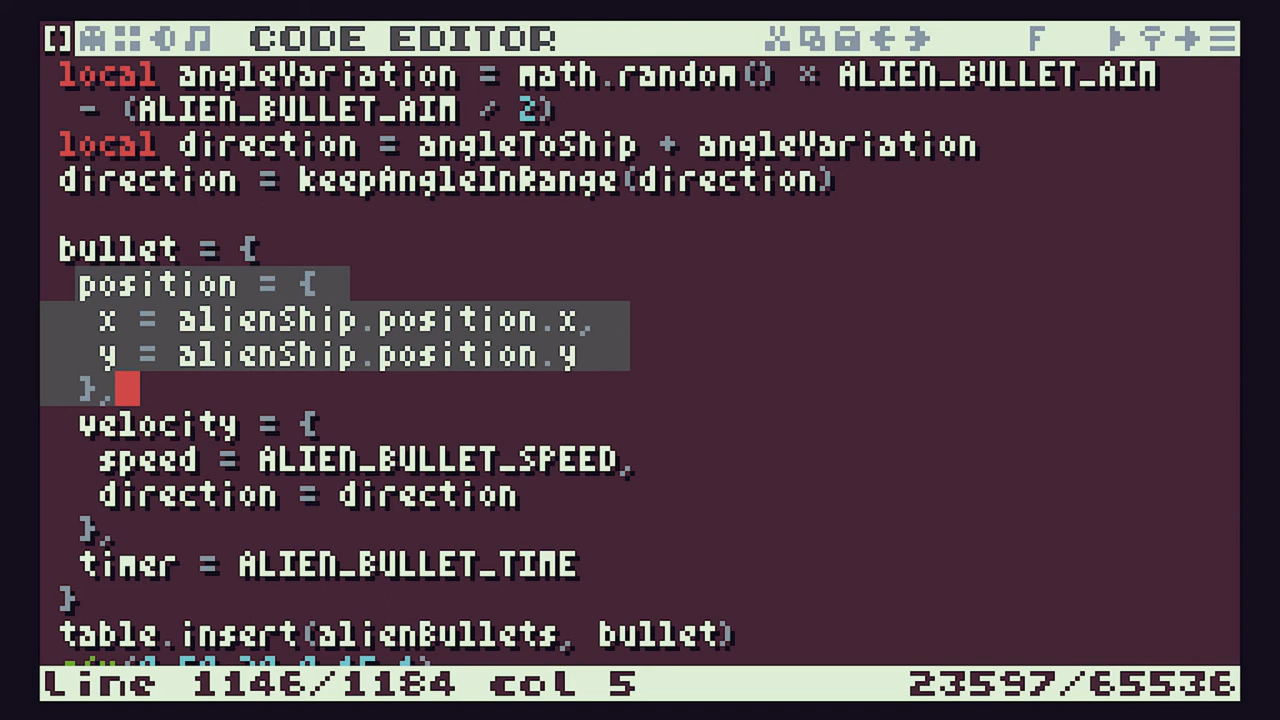 CODE EDITOR F
local angleVariation = math.random() * ALIEN_BULLET_AIM
- (ALIEN_BULLET_AIM / 2)
local direction = angleToShip + angleVariation
direction = keepAngleInRange(direction)
bullet = {
position = {
x = alienShip.position.x,
y = alienShip.position.y
},
velocity = {
speed = ALIEN_BULLET_SPEED,
direction = direction
},
timer = ALIEN_BULLET_TIME
}
table.insert(alienBullets, bullet)
line 1146/1184 col 5 23597/65536